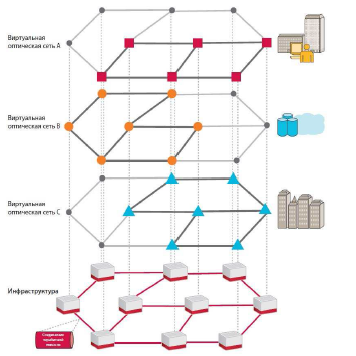 Виртуальная
оптическая сеть А
Виртуальная
оптическая сеть В
Виртуальная
оптическая сеть С
Инфраструктура